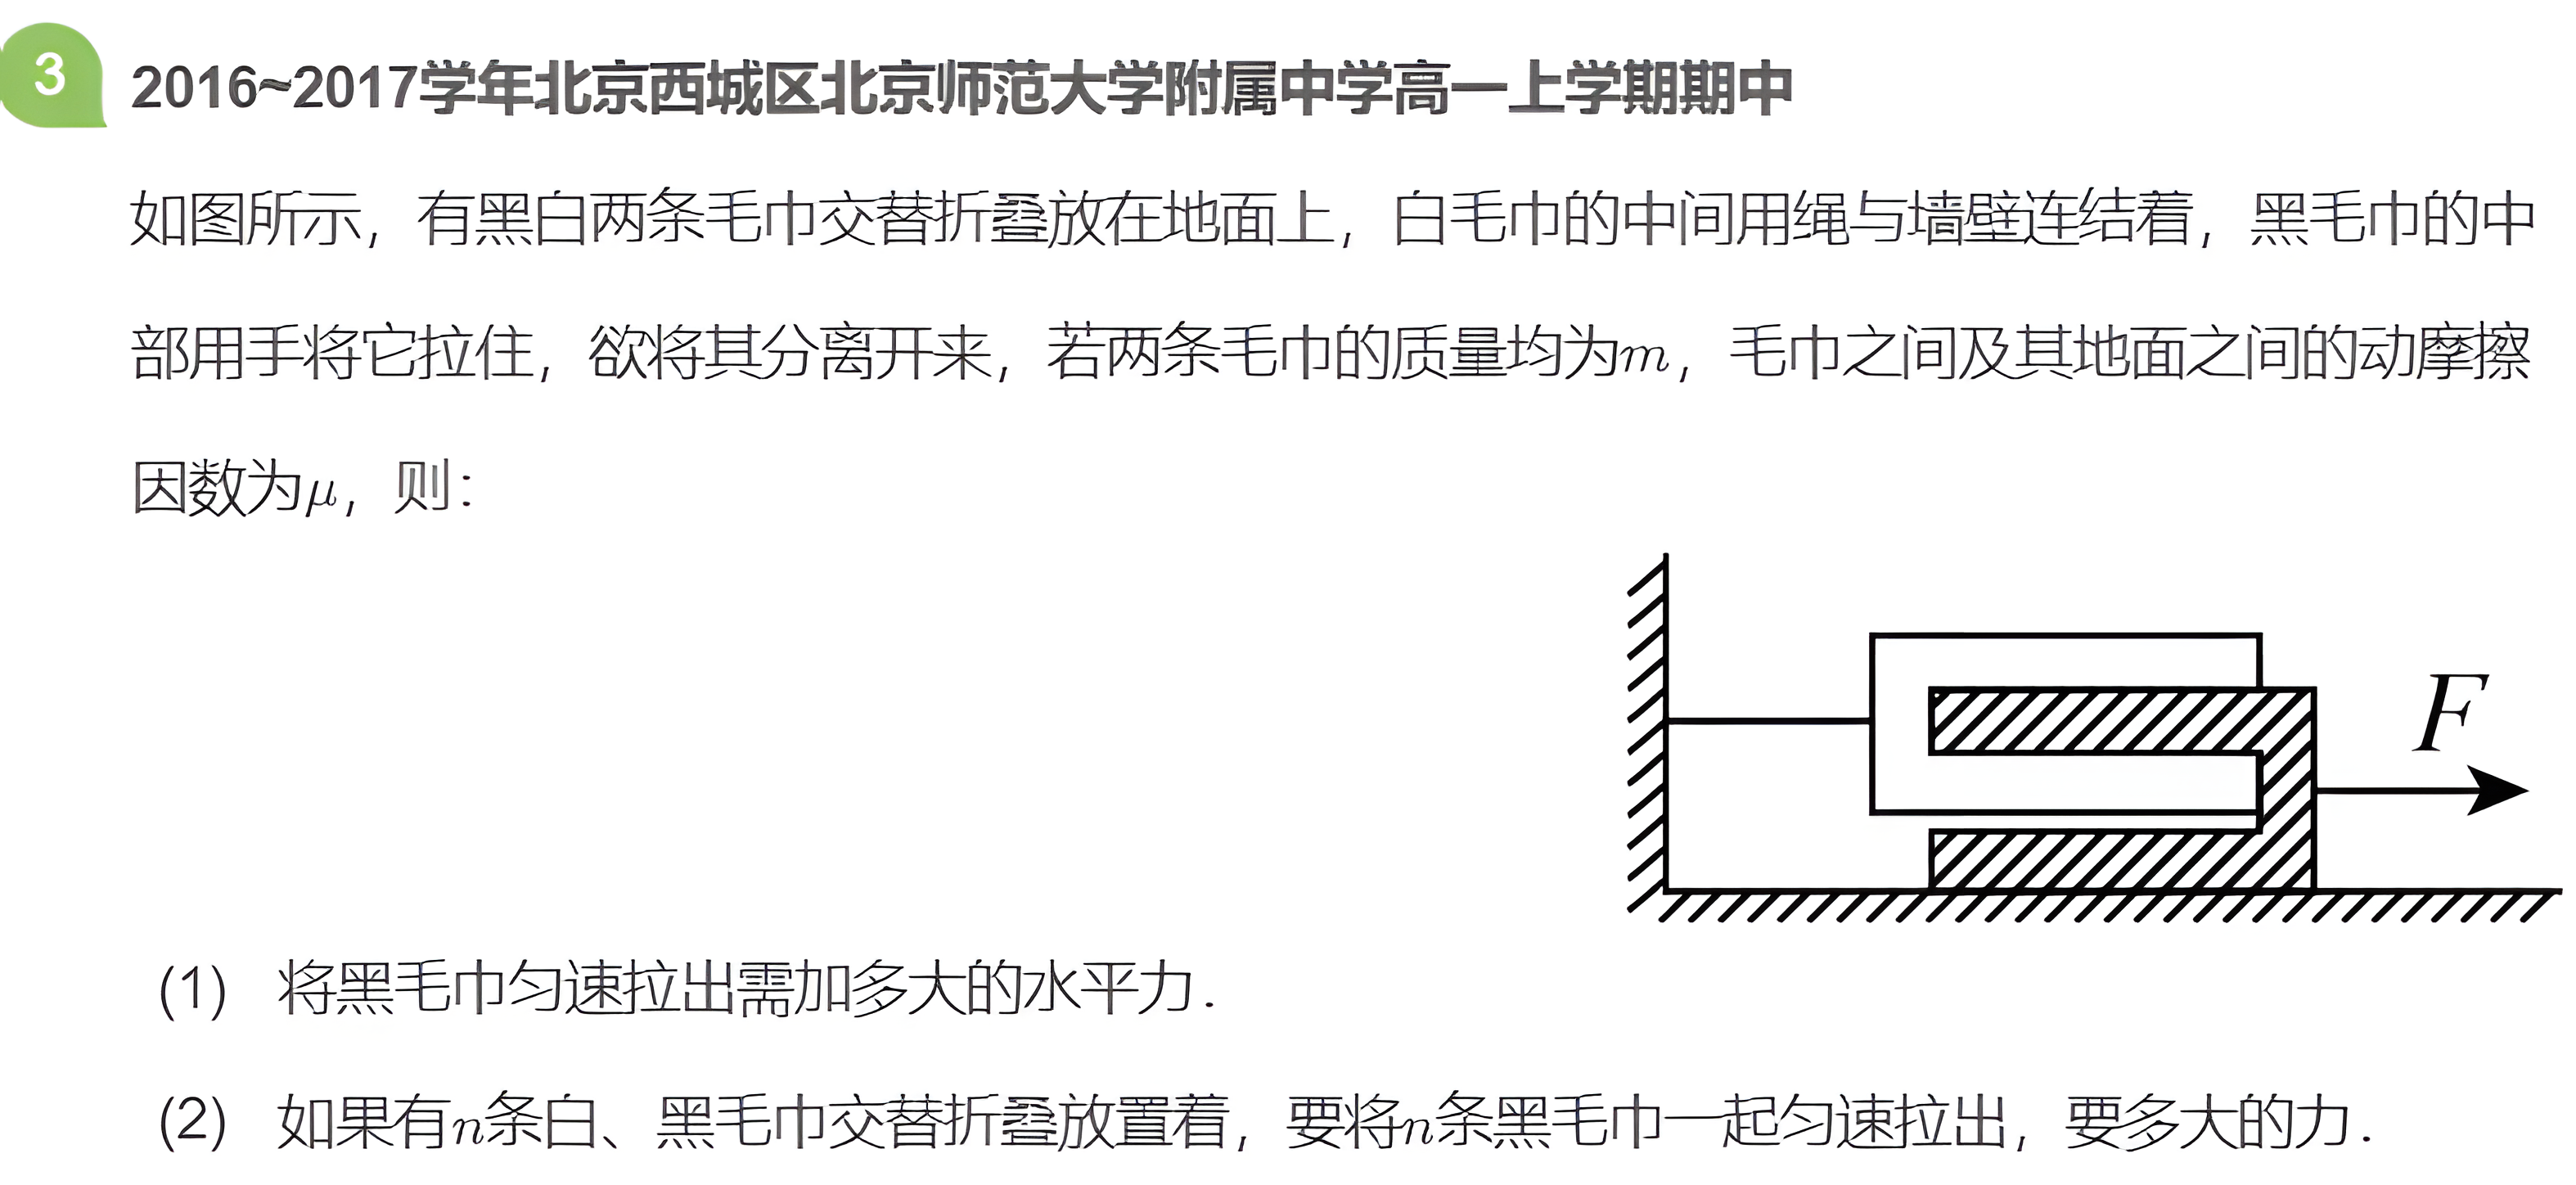 3
2016~2017学年北京西城区北京师范大学附属中学高一上学期期中
如图所示，有黑白两条毛巾交替折叠放在地面上，白毛巾的中间用绳与墙壁连结着，黑毛巾的中
部用手将它拉住，欲将其分离开来，若两条毛巾的质量均为m，毛巾之间及其地面之间的动摩擦
因数为μ，则：
F
(1) 将黑毛巾匀速拉出需加多大的水平力．
(2) 如果有n条白、黑毛巾交替折叠放置着，要将n条黑毛巾一起匀速拉出，要多大的力．